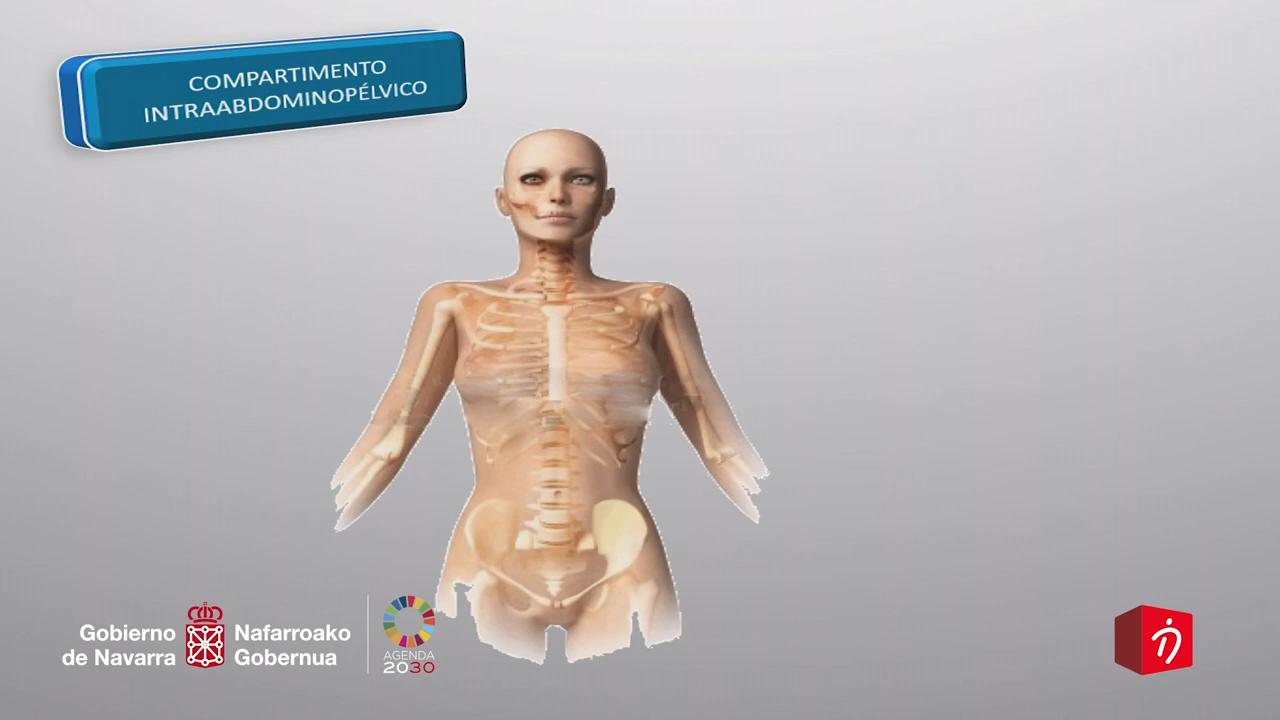 COMPARTIMENTO
INTRAABDOMINOPÉLVICO
Gobierno
de Navarra
Nafarroako
Gobernua
AGENDA
2030